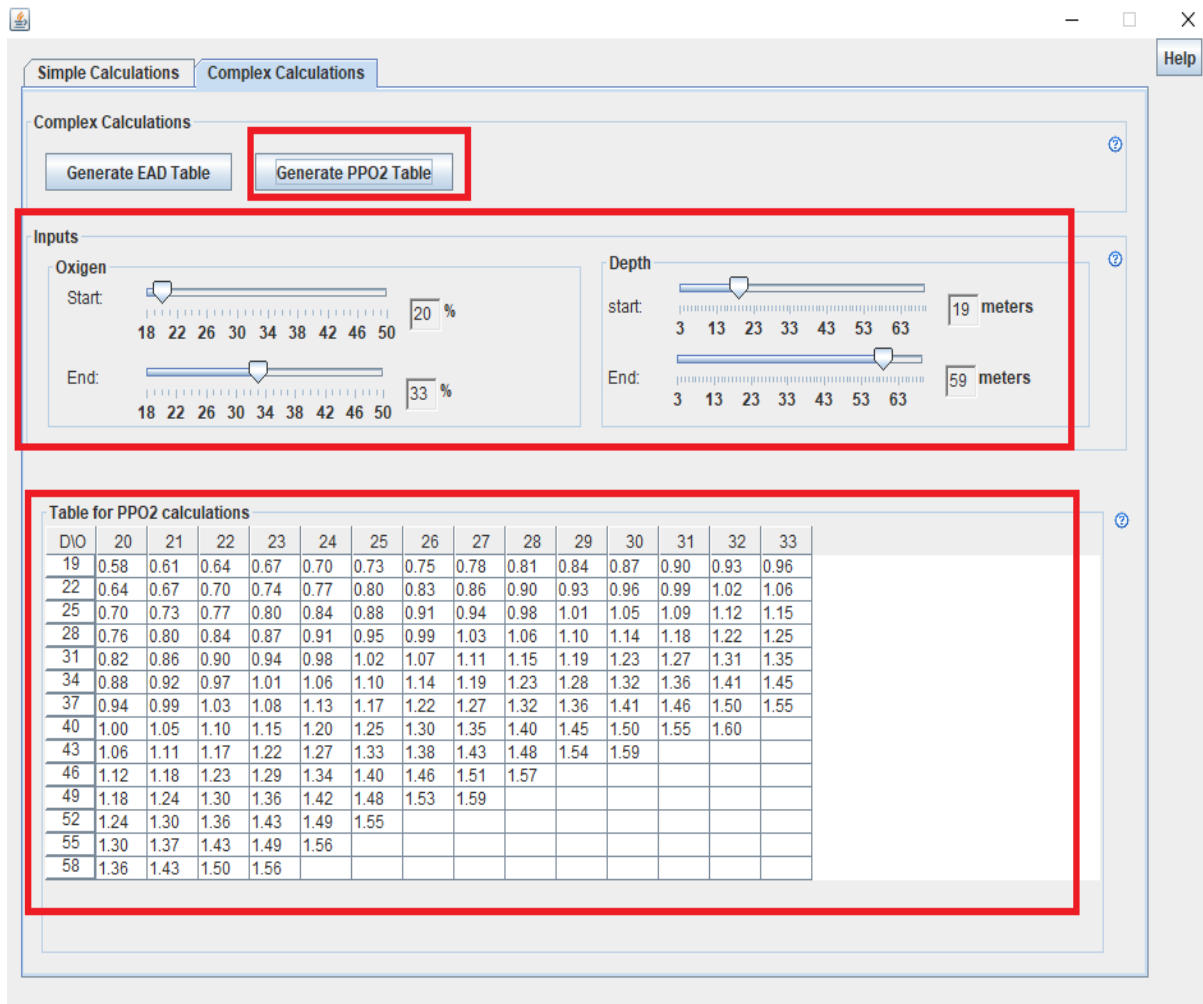 Help
Simple Calculations Complex Calculations
Complex Calculations
Generate EAD Table Generate PPO2 Table
Inputs
Oxigen
Start:
18 22 26 30 34 38 42 46 50
20 %
End:
18 22 26 30 34 38 42 46 50
33 %
Depth
start:
3 13 23 33 43 53 63
19 meters
End:
3 13 23 33 43 53 63
59 meters
Table for PPO2 calculations
D\O 20 21 22 23 24 25 26 27 28 29 30 31 32 33
19 0.58 0.61 0.64 0.67 0.70 0.73 0.75 0.78 0.81 0.84 0.87 0.90 0.93 0.96
22 0.64 0.67 0.70 0.74 0.77 0.80 0.83 0.86 0.90 0.93 0.96 0.99 1.02 1.06
25 0.70 0.73 0.77 0.80 0.84 0.88 0.91 0.94 0.98 1.01 1.05 1.09 1.12 1.15
28 0.76 0.80 0.84 0.87 0.91 0.95 0.99 1.03 1.06 1.10 1.14 1.18 1.22 1.25
31 0.82 0.86 0.90 0.94 0.98 1.02 1.07 1.11 1.15 1.19 1.23 1.27 1.31 1.35
34 0.88 0.92 0.97 1.01 1.06 1.10 1.14 1.19 1.23 1.28 1.32 1.36 1.41 1.45
37 0.94 0.99 1.03 1.08 1.13 1.17 1.22 1.27 1.32 1.36 1.41 1.46 1.50 1.55
40 1.00 1.05 1.10 1.15 1.20 1.25 1.30 1.35 1.40 1.45 1.50 1.55 1.60
43 1.06 1.11 1.17 1.22 1.27 1.33 1.38 1.43 1.48 1.54 1.59
46 1.12 1.18 1.23 1.29 1.34 1.40 1.46 1.51 1.57
49 1.18 1.24 1.30 1.36 1.42 1.48 1.53 1.59
52 1.24 1.30 1.36 1.43 1.49 1.55
55 1.30 1.37 1.43 1.49 1.56
58 1.36 1.43 1.50 1.56